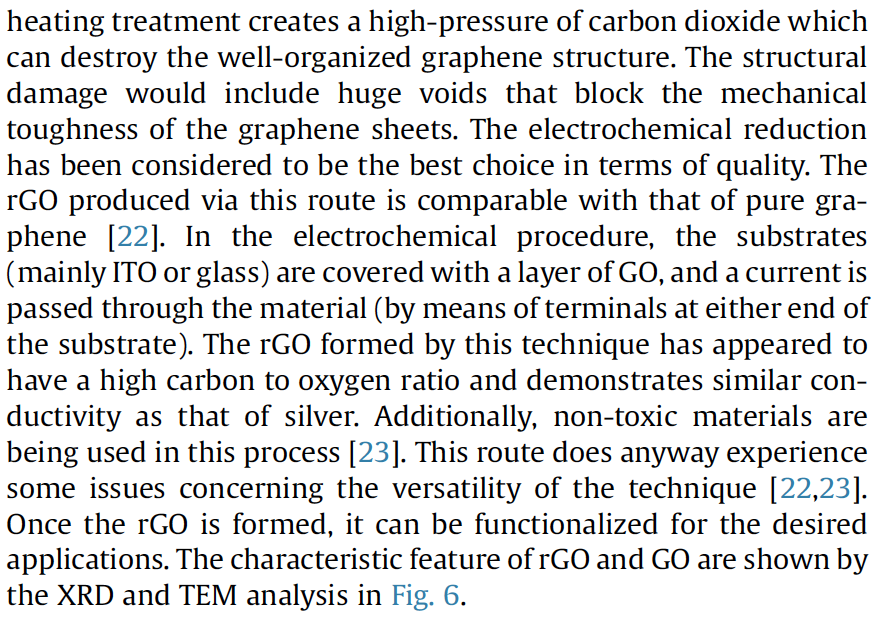 heating treatment creates a high-pressure of carbon dioxide which
can destroy the well-organized graphene structure. The structural
damage would include huge voids that block the mechanical
toughness of the graphene sheets. The electrochemical reduction
has been considered to be the best choice in terms of quality. The
rGO produced via this route is comparable with that of pure gra-
phene [22]. In the electrochemical procedure, the substrates
(mainly ITO or glass) are covered with a layer of GO, and a current is
passed through the material (by means of terminals at either end of
the substrate). The rGO formed by this technique has appeared to
have a high carbon to oxygen ratio and demonstrates similar con-
ductivity as that of silver. Additionally, non-toxic materials are
being used in this process [23]. This route does anyway experience
some issues concerning the versatility of the technique [22,23].
Once the rGO is formed, it can be functionalized for the desired
applications. The characteristic feature of rGO and GO are shown by
the XRD and TEM analysis in Fig. 6.